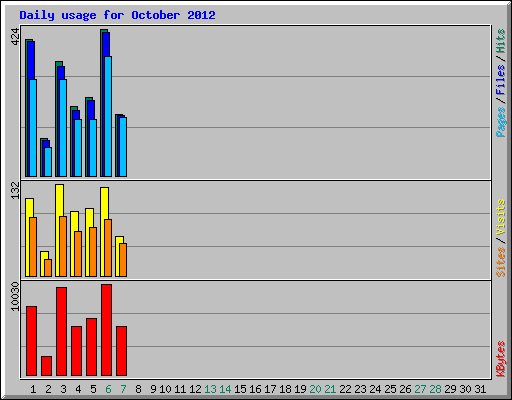 Daily usage for October 2012
424
Pages / Files / Hits
132
Sites / Visits
10030
KBytes
1 2 3 4 5 6 7 8 9 10 11 12 13 14 15 16 17 18 19 20 21 22 23 24 25 26 27 28 29 30 31